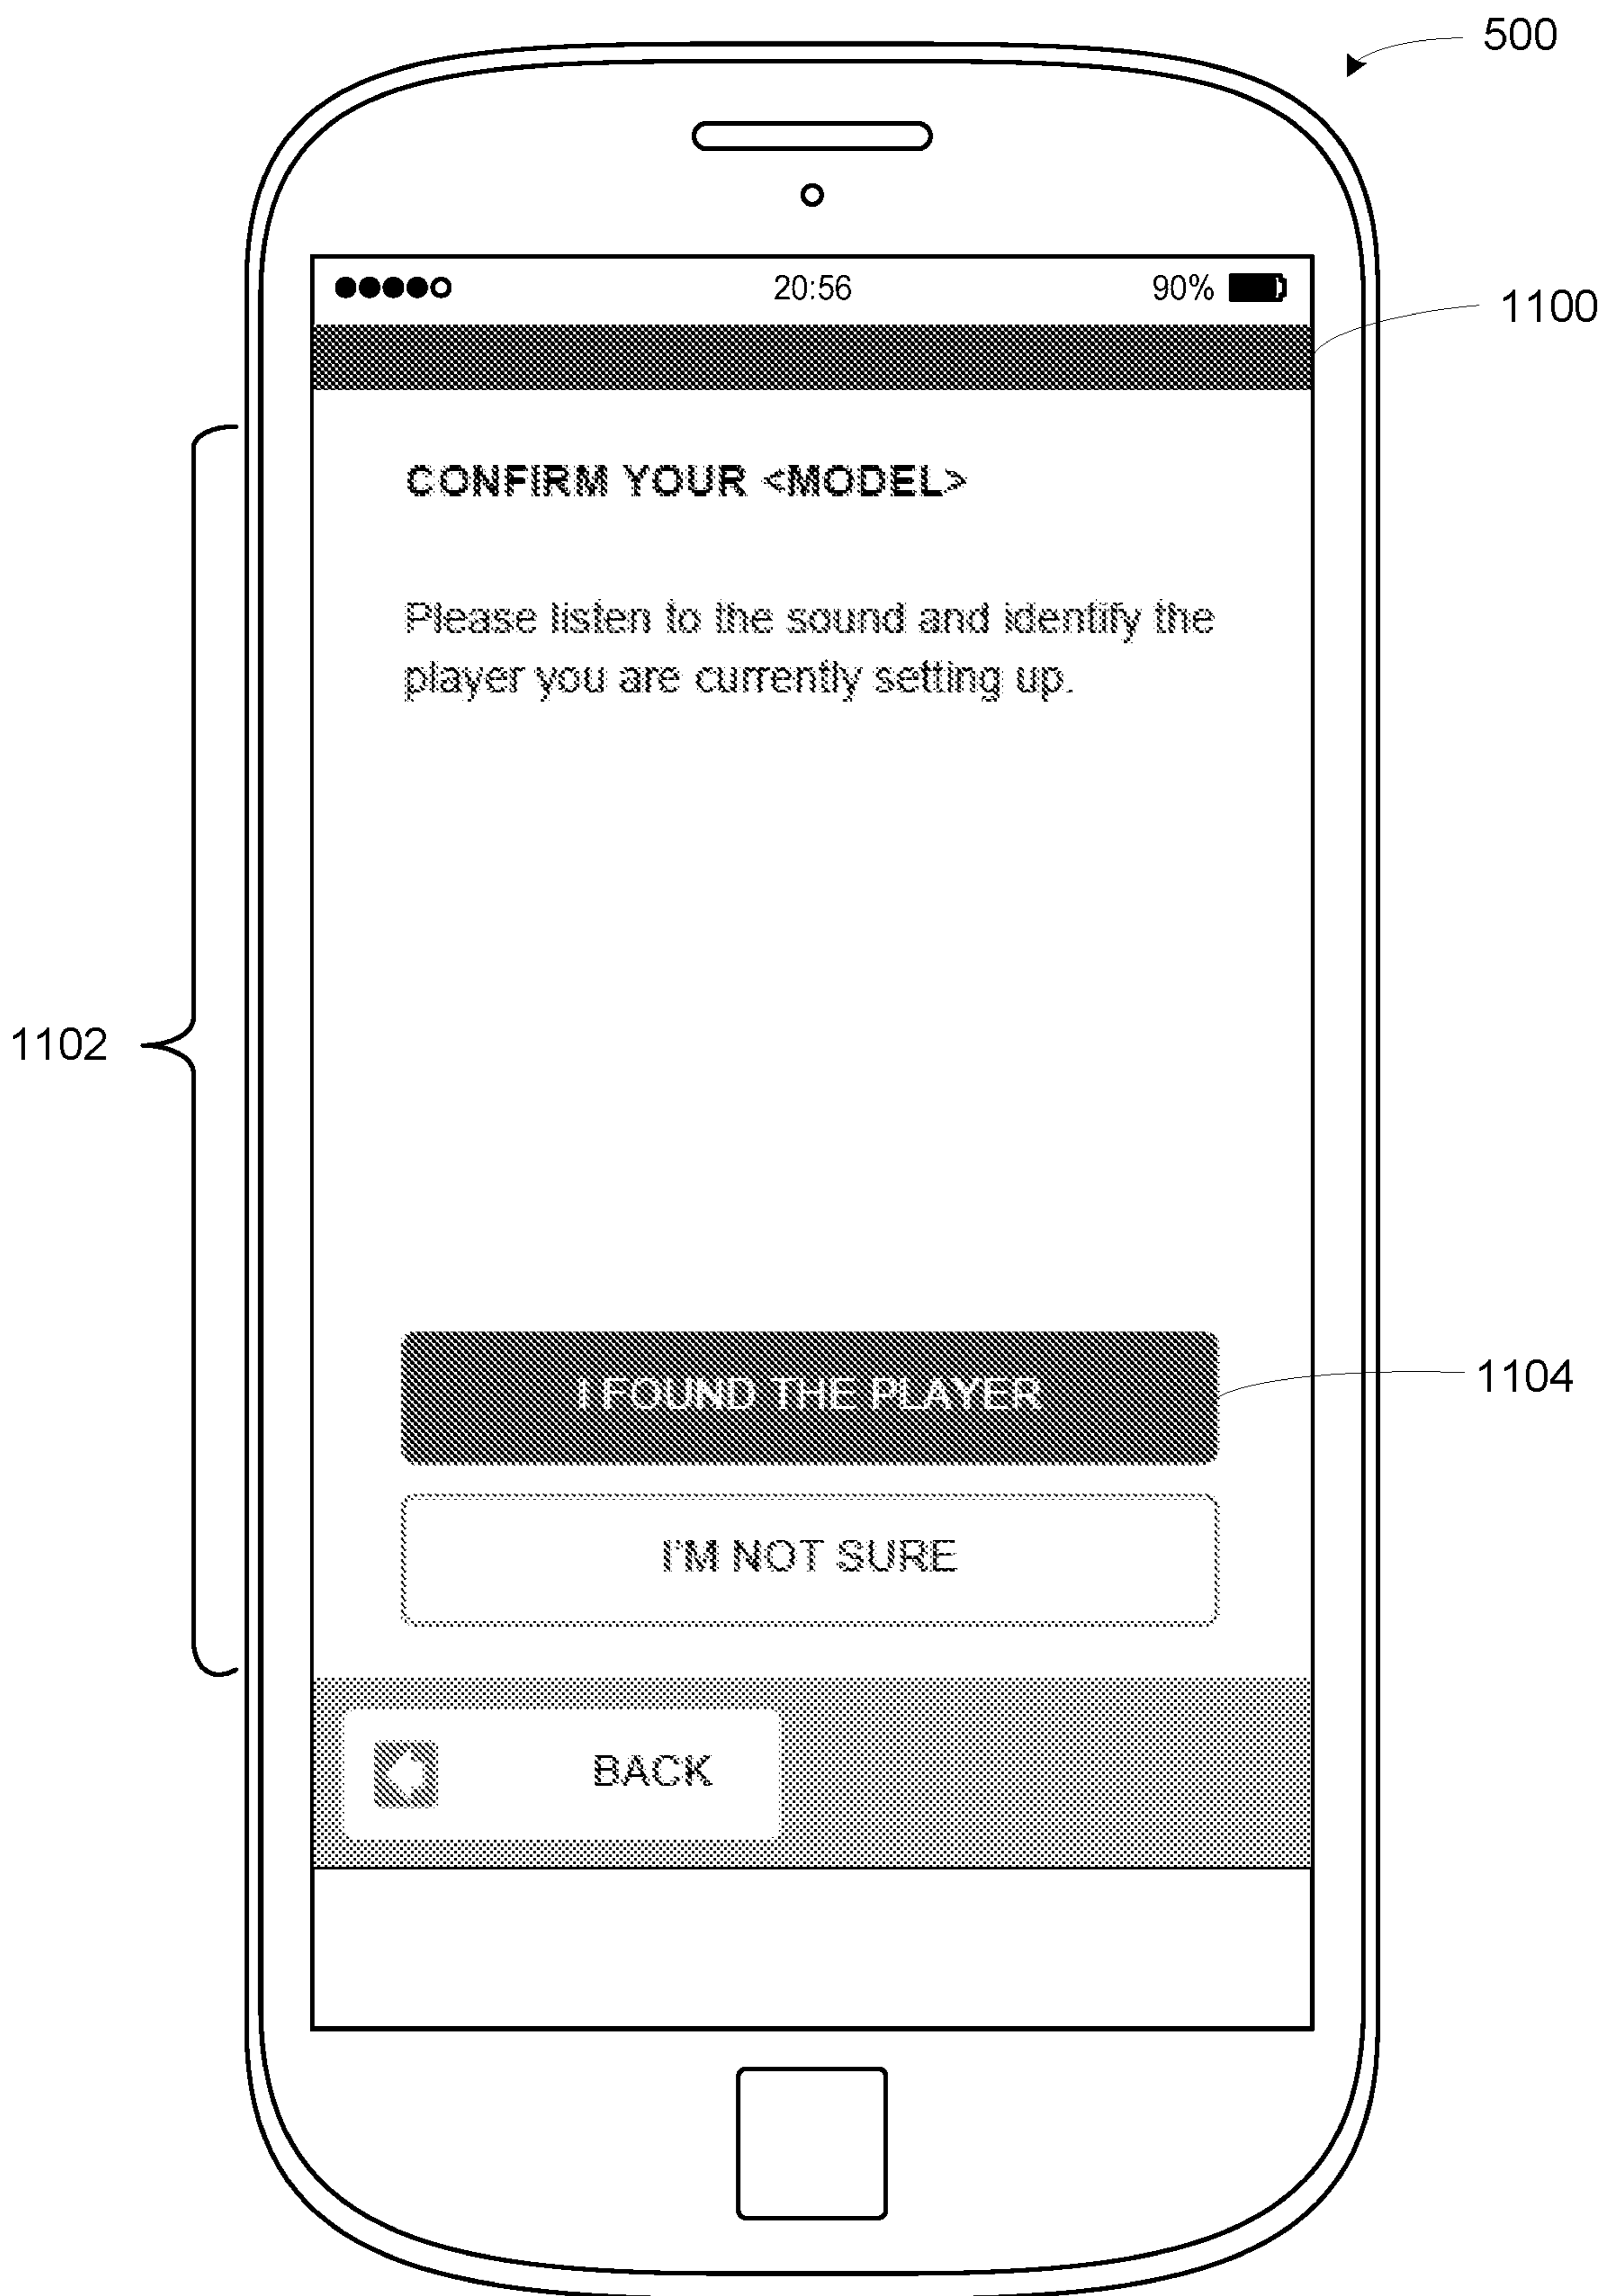 500
20:56 90%
1100
CONFIRM YOUR <MODEL>
Please listen to the sound and identify the
player you are currently setting up.
1102
I FOUND THE PLAYER
1104
I'M NOT SURE
BACK